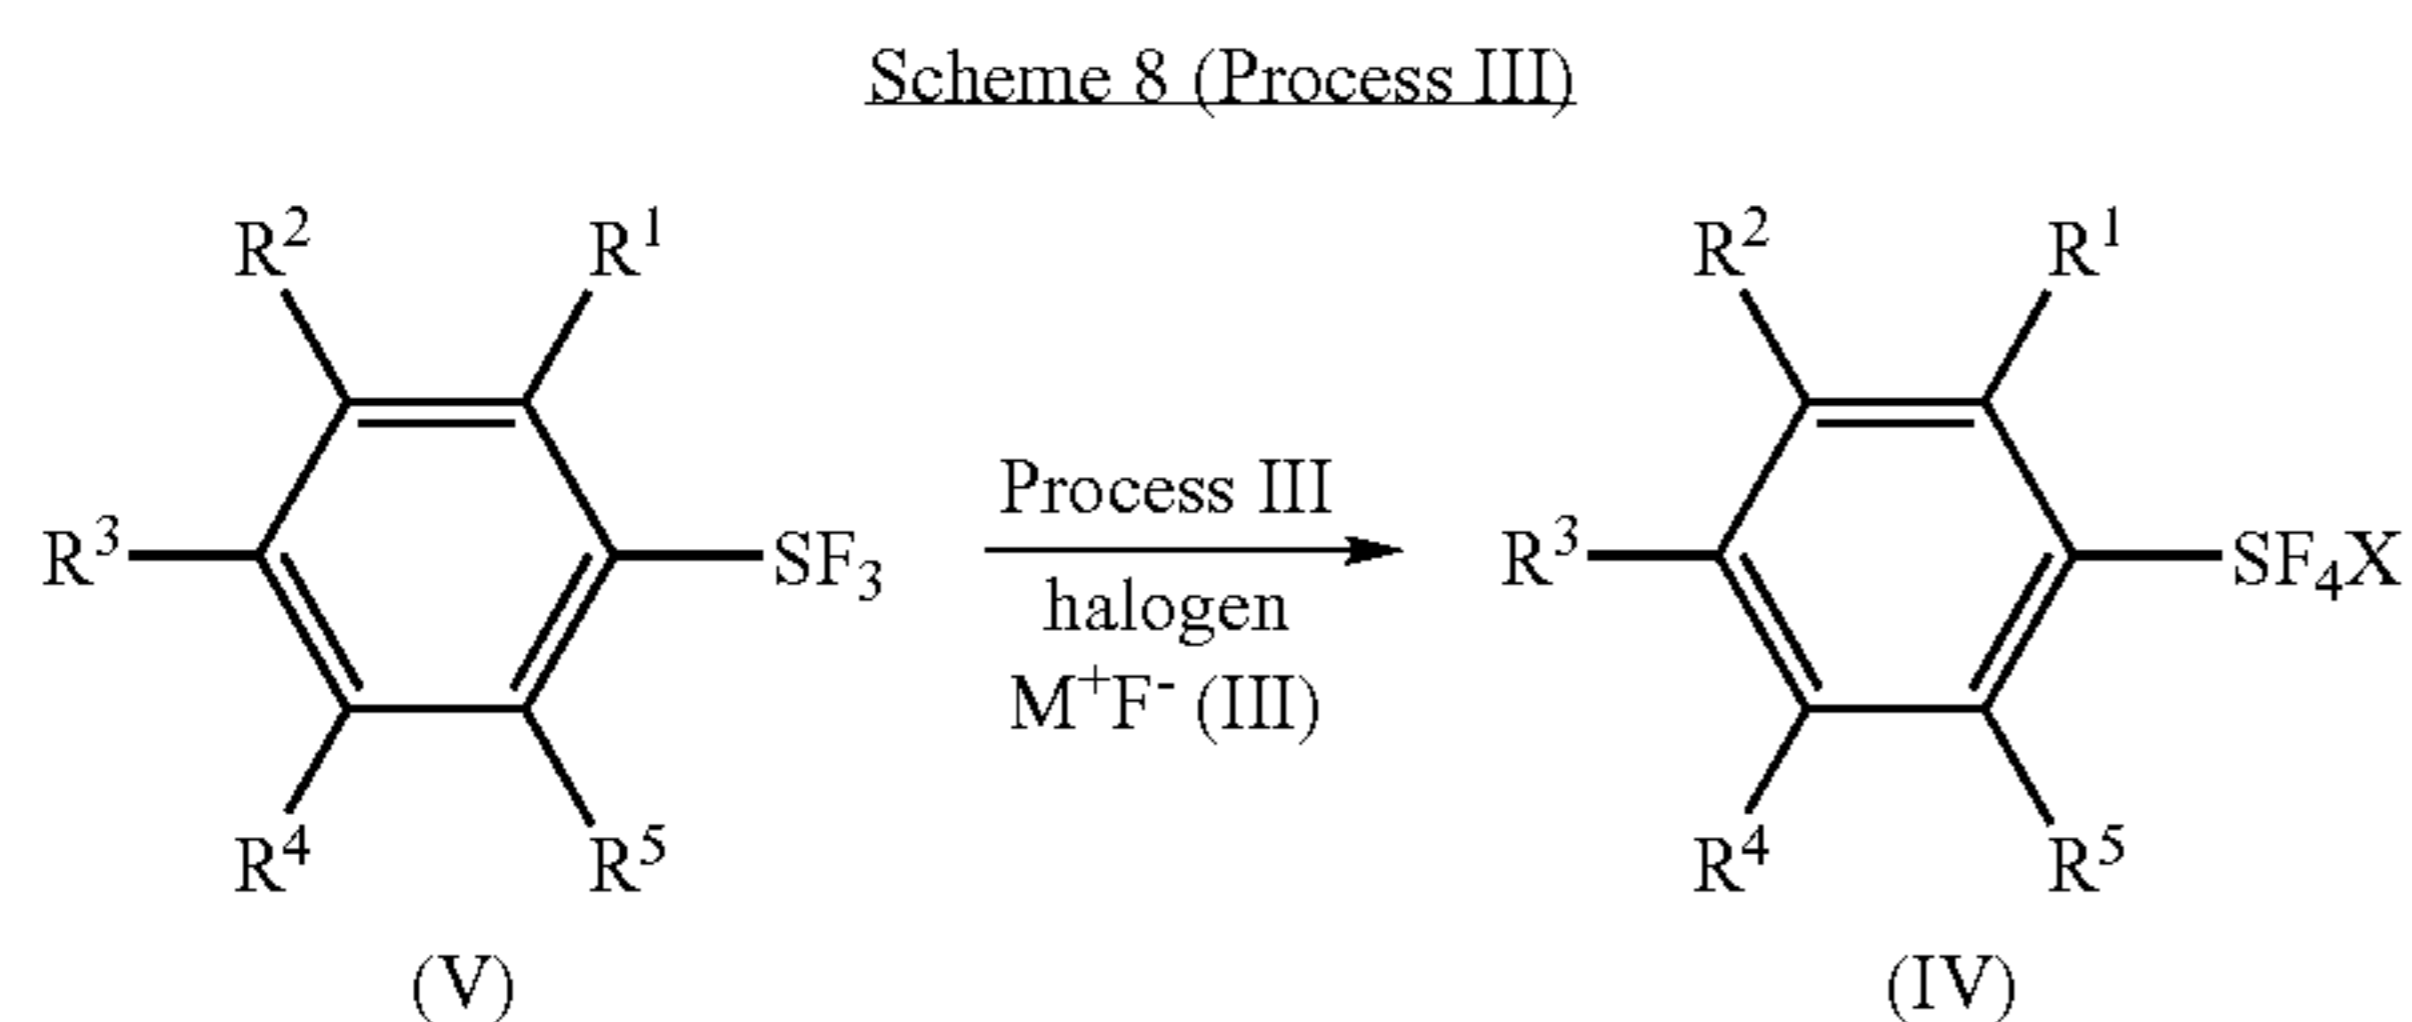 Scheme 8 (Process III)
R² R¹ R² R¹
R³ SF₃ Process III R³ SF₄X
halogen
M⁺F⁻ (III)
R⁴ R⁵ R⁴ R⁵
(V) (IV)